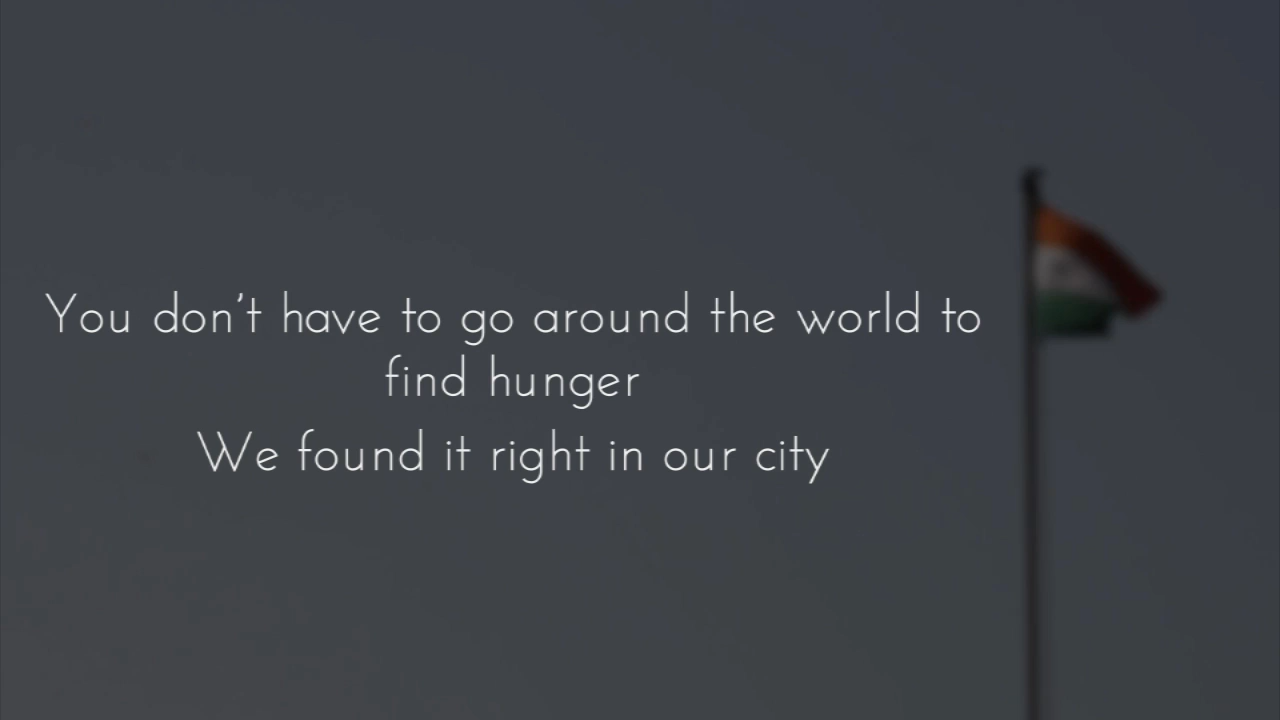 You don't have to go around the world to
find hunger
We found it right in our city